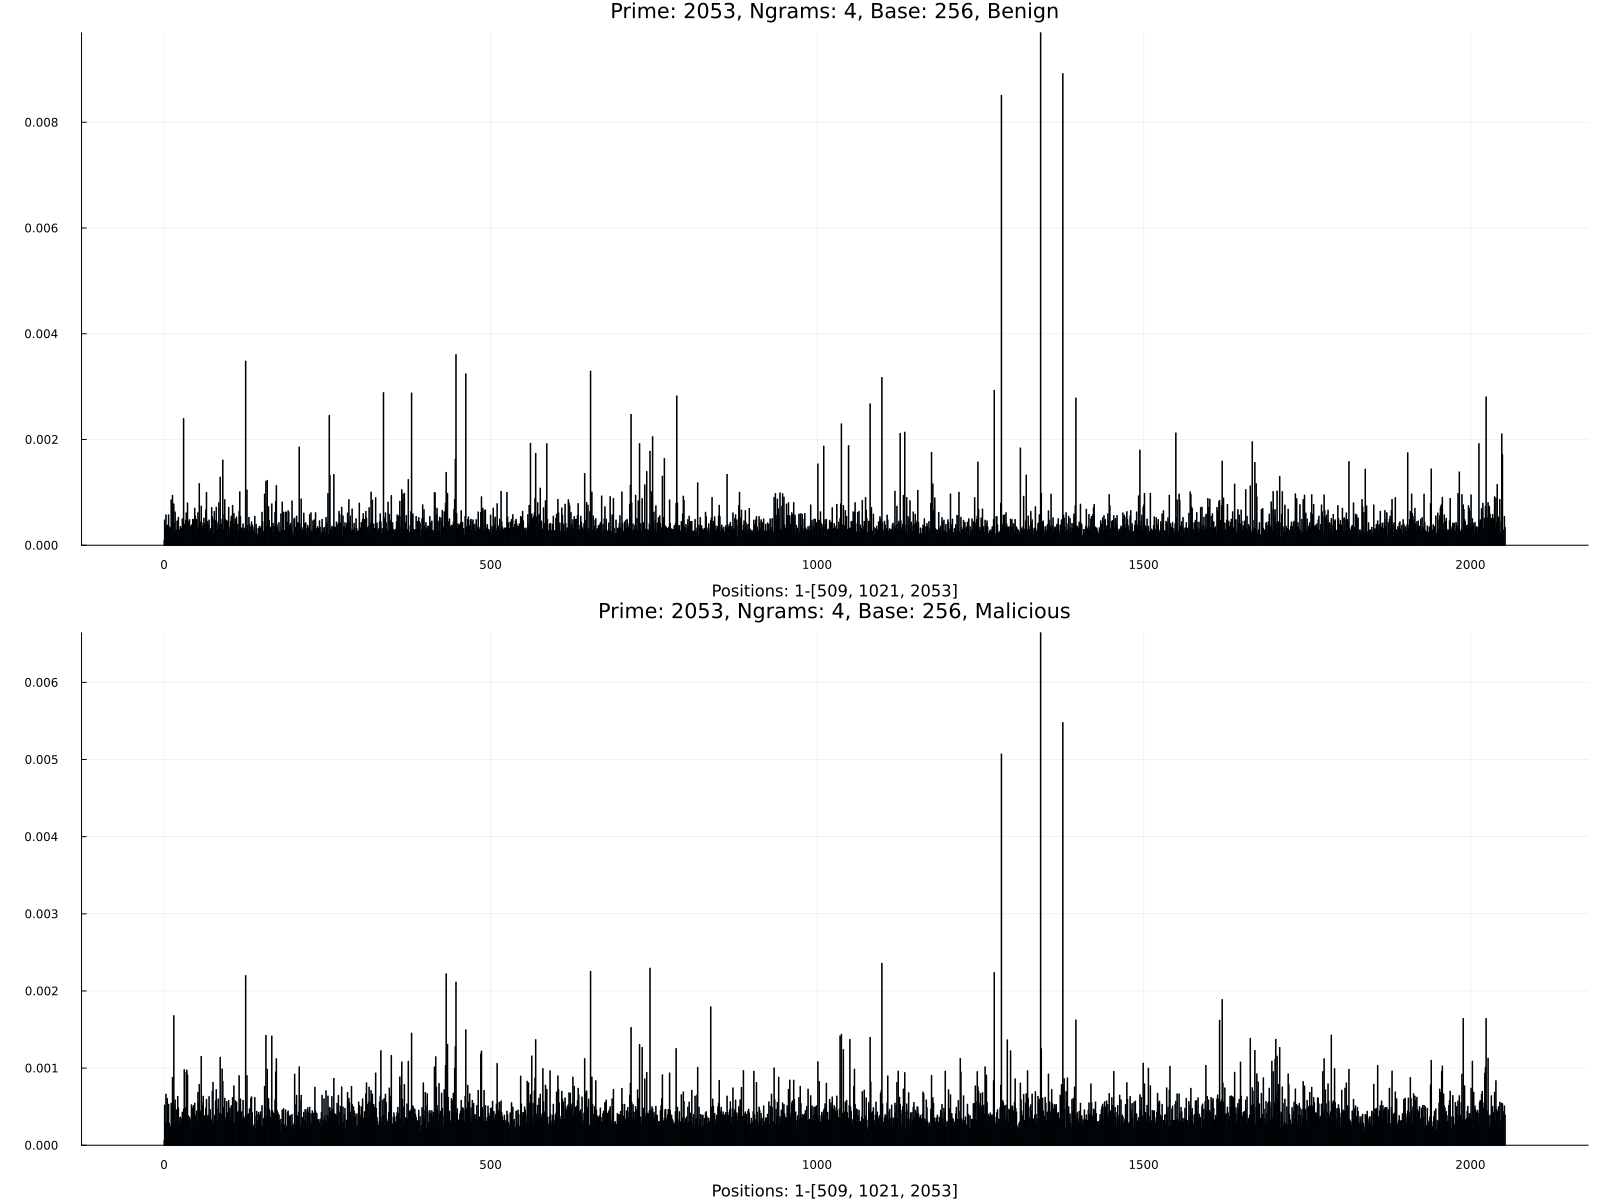 Prime: 2053, Ngrams: 4, Base: 256, Benign
0.008
0.006
0.004
0.002
0.000
0 500 1000 1500 2000
Positions: 1-[509, 1021, 2053]
Prime: 2053, Ngrams: 4, Base: 256, Malicious
0.006
0.005
0.004
0.003
0.002
0.001
0.000
0 500 1000 1500 2000
Positions: 1-[509, 1021, 2053]